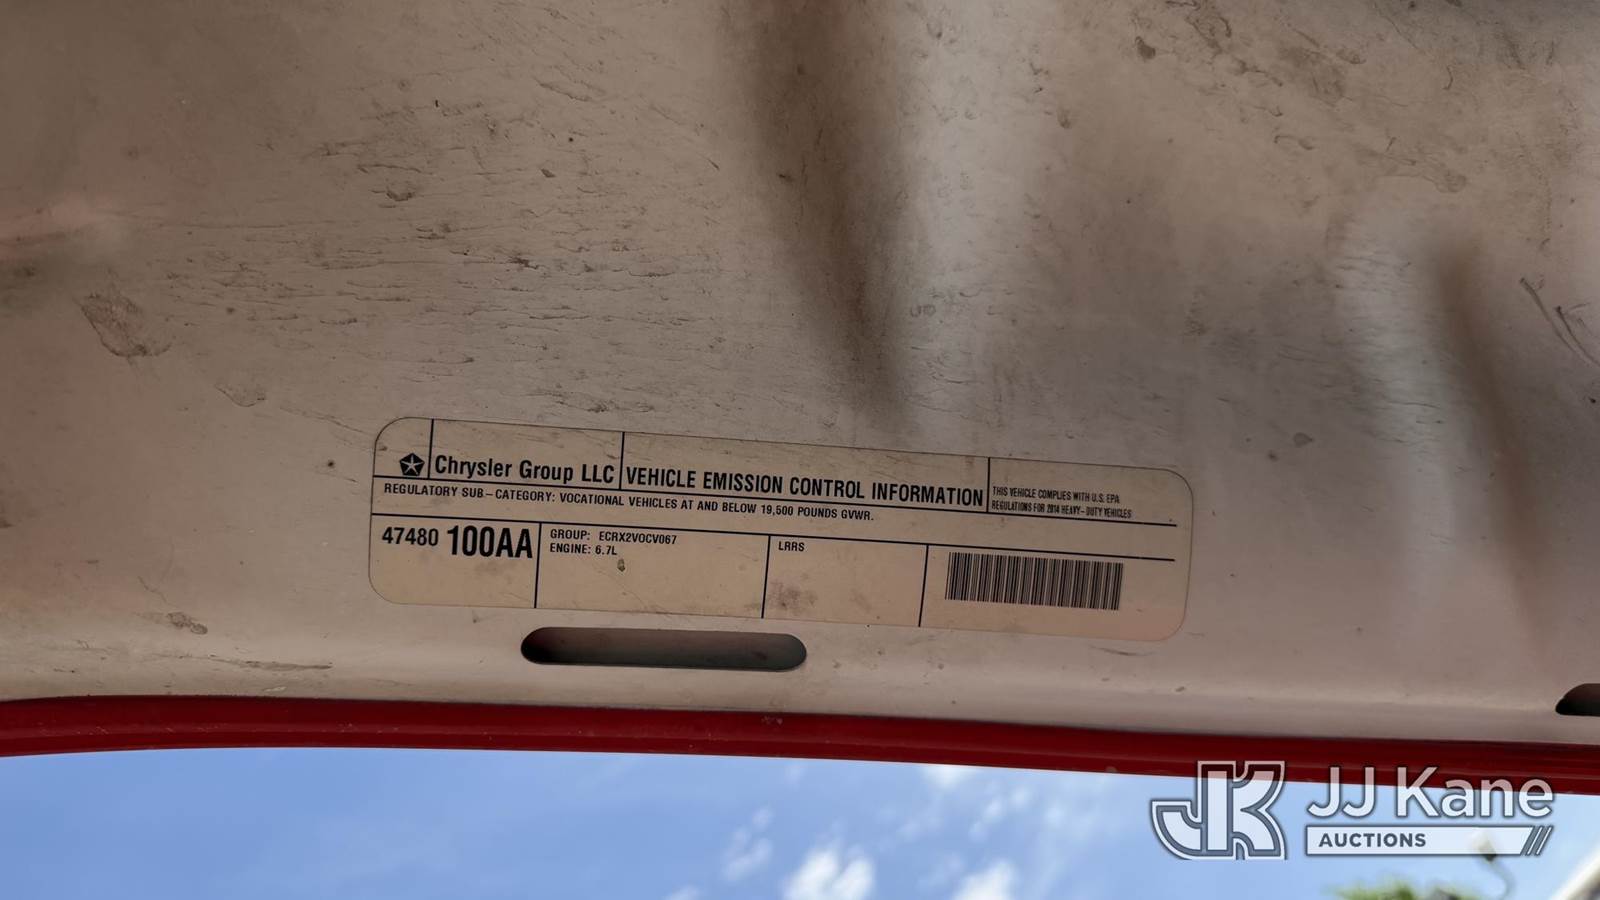 Chrysler Group LLC
VEHICLE EMISSION CONTROL INFORMATION
THIS VEHICLE COMPLIES WITH U.S. EPA
REGULATIONS FOR 2014 HEAVY-DUTY VEHICLES
REGULATORY SUB-CATEGORY: VOCATIONAL VEHICLES AT AND BELOW 19,500 POUNDS GVWR.
47480 100AA
GROUP: ECRX2VOCV067
ENGINE: 6.7L
LRRS
JK JJ Kane
AUCTIONS